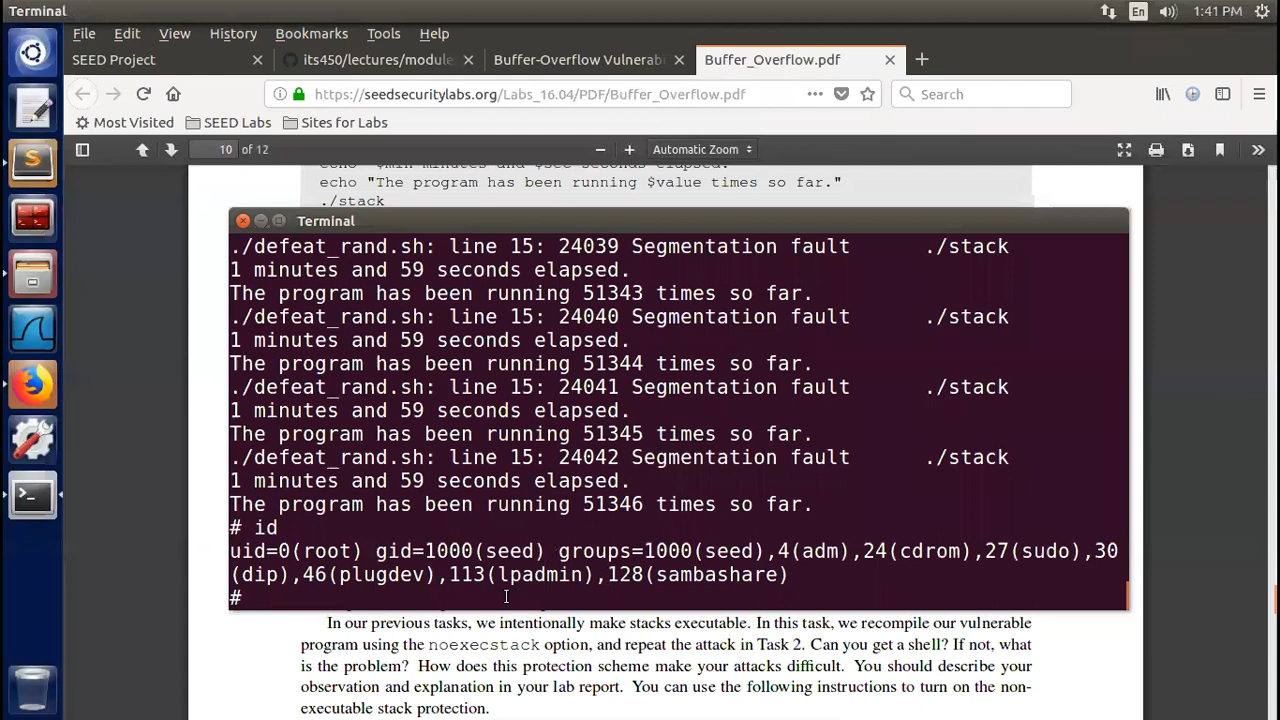 Terminal
En
1:41 PM
File Edit View History Bookmarks Tools Help
SEED Project
its450/lectures/module
Buffer-Overflow Vulnerabi
Buffer_Overflow.pdf
https://seedsecuritylabs.org/Labs_16.04/PDF/Buffer_Overflow.pdf
Search
Most Visited
SEED Labs
Sites for Labs
10 of 12
Automatic Zoom
echo "$min minutes and $sec seconds elapsed."
echo "The program has been running $value times so far."
./stack
Terminal
./defeat_rand.sh: line 15: 24039 Segmentation fault ./stack
1 minutes and 59 seconds elapsed.
The program has been running 51343 times so far.
./defeat_rand.sh: line 15: 24040 Segmentation fault ./stack
1 minutes and 59 seconds elapsed.
The program has been running 51344 times so far.
./defeat_rand.sh: line 15: 24041 Segmentation fault ./stack
1 minutes and 59 seconds elapsed.
The program has been running 51345 times so far.
./defeat_rand.sh: line 15: 24042 Segmentation fault ./stack
1 minutes and 59 seconds elapsed.
The program has been running 51346 times so far.
# id
uid=0(root) gid=1000(seed) groups=1000(seed),4(adm),24(cdrom),27(sudo),30
(dip),46(plugdev),113(lpadmin),128(sambashare)
#
In our previous tasks, we intentionally make stacks executable. In this task, we recompile our vulnerable
program using the noexecstack option, and repeat the attack in Task 2. Can you get a shell? If not, what
is the problem? How does this protection scheme make your attacks difficult. You should describe your
observation and explanation in your lab report. You can use the following instructions to turn on the non-
executable stack protection.